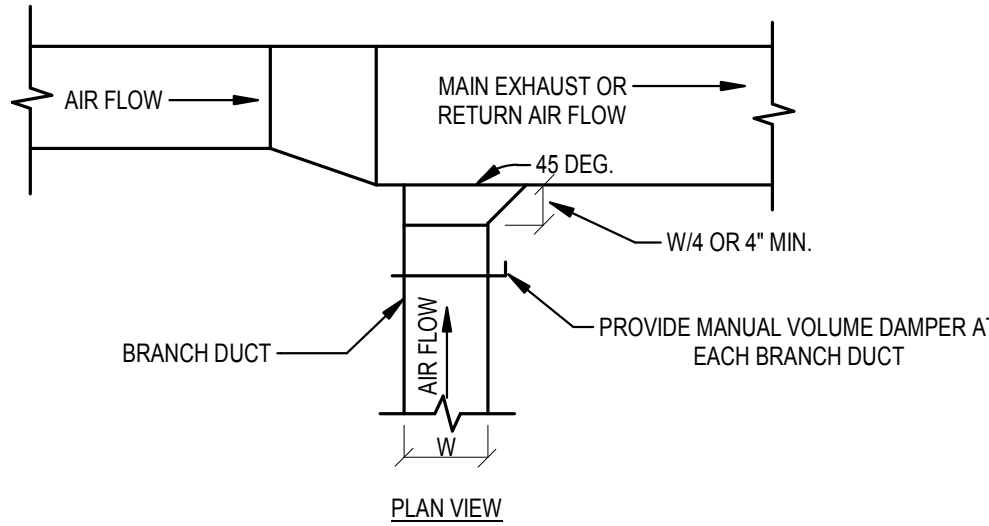 AIR FLOW
MAIN EXHAUST OR
RETURN AIR FLOW
45 DEG.
W/4 OR 4" MIN.
PROVIDE MANUAL VOLUME DAMPER AT
EACH BRANCH DUCT
BRANCH DUCT
AIR FLOW
W
PLAN VIEW